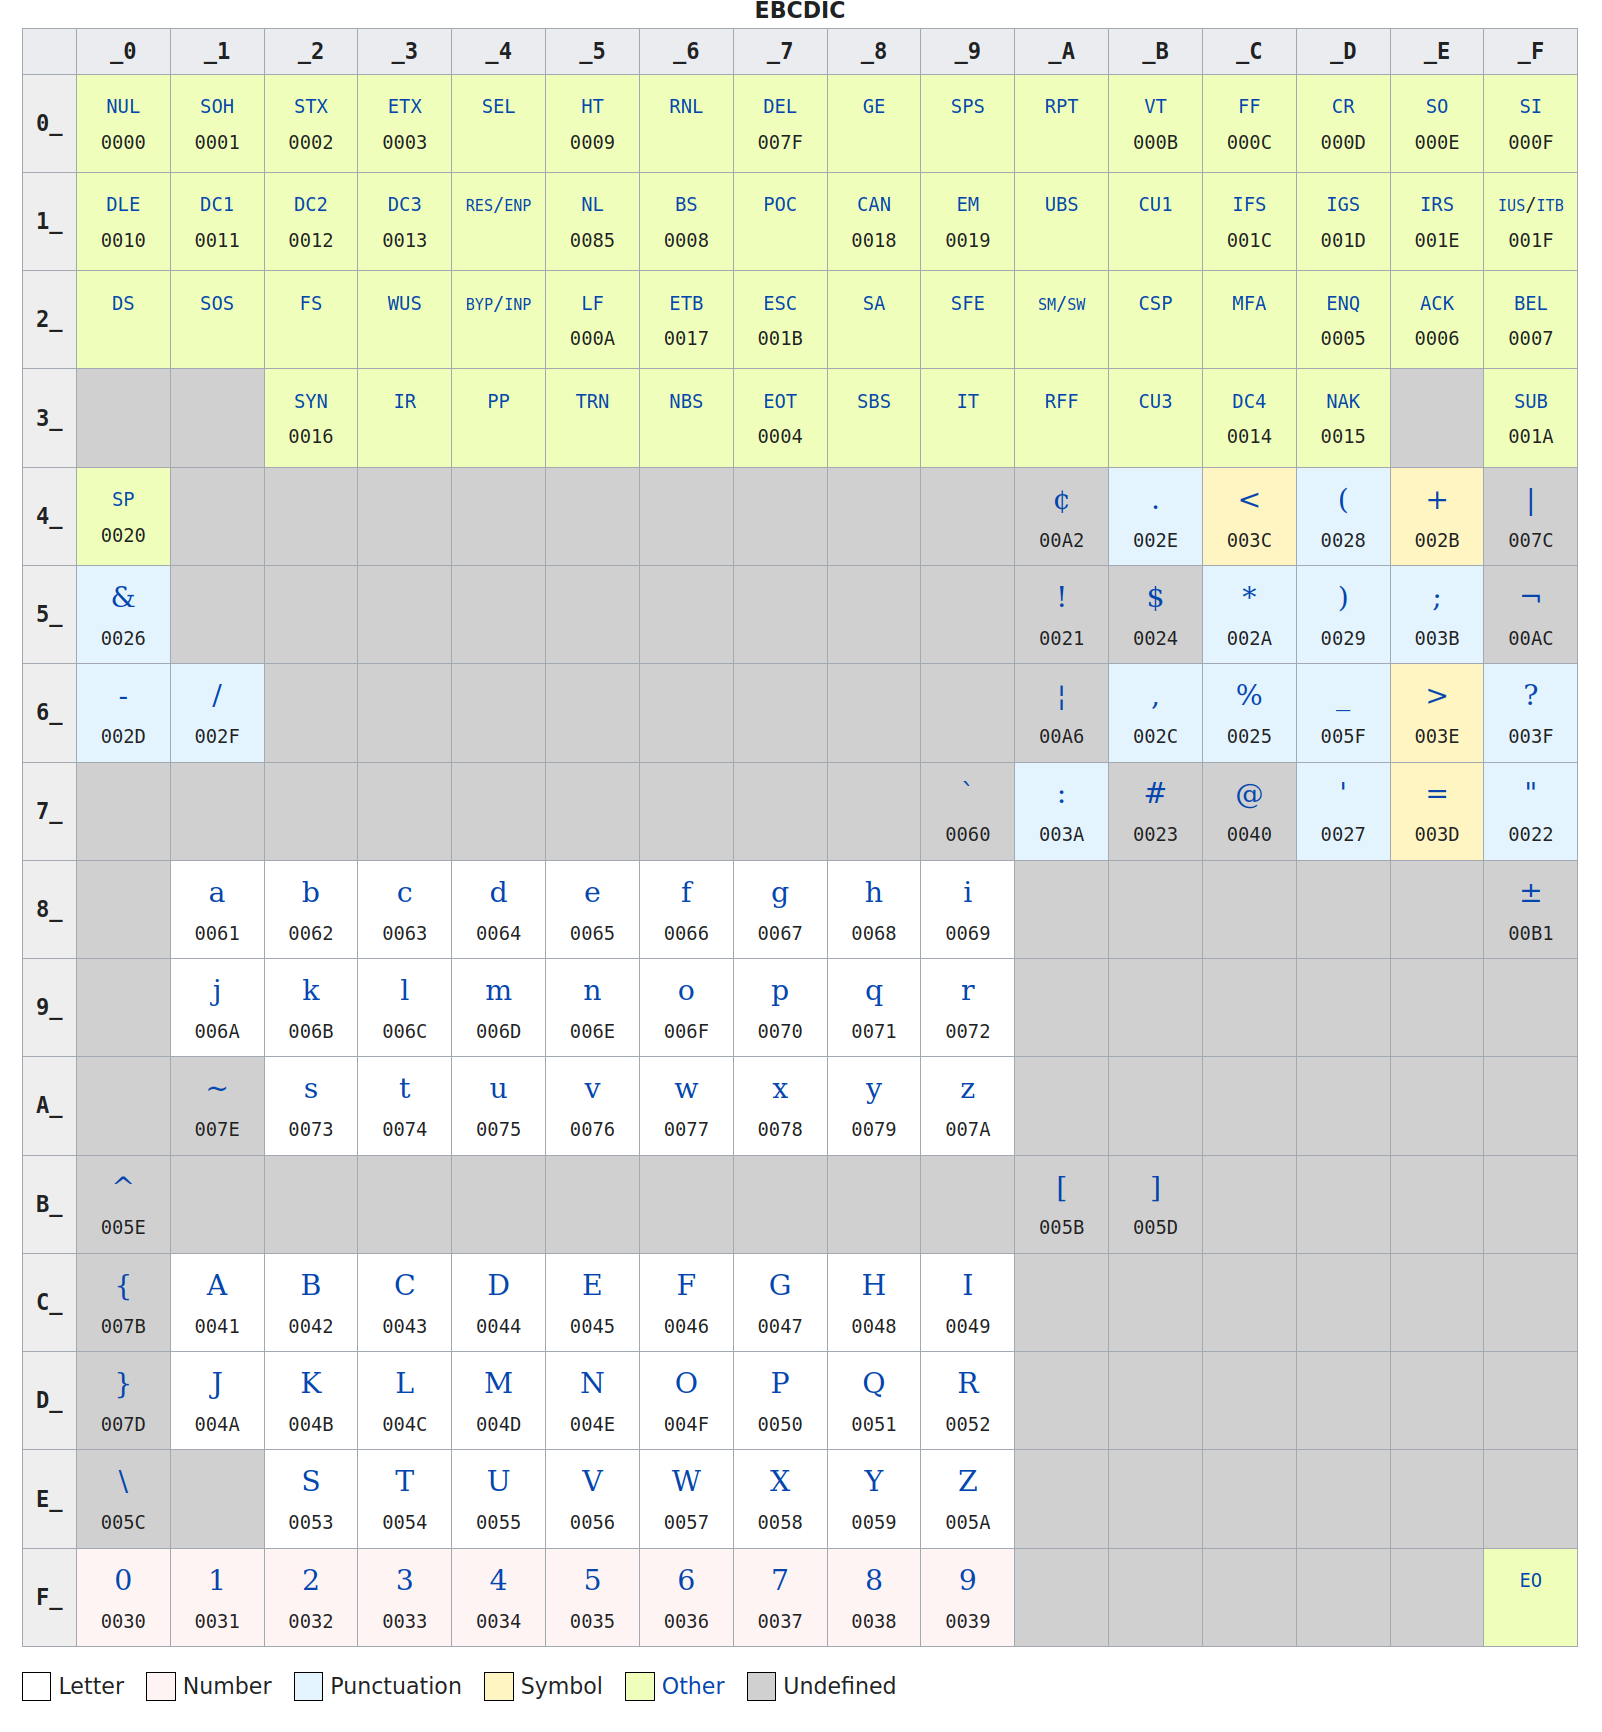 EBCDIC
_0 _1 _2 _3 _4 _5 _6 _7 _8 _9 _A _B _C _D _E _F
0_ NUL SOH STX ETX SEL HT RNL DEL GE SPS RPT VT FF CR SO SI
0000 0001 0002 0003 0009 007F 000B 000C 000D 000E 000F
1_ DLE DC1 DC2 DC3 RES/ENP NL BS POC CAN EM UBS CU1 IFS IGS IRS IUS/ITB
0010 0011 0012 0013 0085 0008 0018 0019 001C 001D 001E 001F
2_ DS SOS FS WUS BYP/INP LF ETB ESC SA SFE SM/SW CSP MFA ENQ ACK BEL
000A 0017 001B 0005 0006 0007
3_ SYN IR PP TRN NBS EOT SBS IT RFF CU3 DC4 NAK SUB
0016 0004 0014 0015 001A
4_ SP ¢ . < ( + |
0020 00A2 002E 003C 0028 002B 007C
5_ & ! $ * ) ; ¬
0026 0021 0024 002A 0029 003B 00AC
6_ - / ¦ , % _ > ?
002D 002F 00A6 002C 0025 005F 003E 003F
7_ ` : # @ ' = "
0060 003A 0023 0040 0027 003D 0022
8_ a b c d e f g h i ±
0061 0062 0063 0064 0065 0066 0067 0068 0069 00B1
9_ j k l m n o p q r
006A 006B 006C 006D 006E 006F 0070 0071 0072
A_ ~ s t u v w x y z
007E 0073 0074 0075 0076 0077 0078 0079 007A
B_ ^ [ ]
005E 005B 005D
C_ { A B C D E F G H I
007B 0041 0042 0043 0044 0045 0046 0047 0048 0049
D_ } J K L M N O P Q R
007D 004A 004B 004C 004D 004E 004F 0050 0051 0052
E_ \ S T U V W X Y Z
005C 0053 0054 0055 0056 0057 0058 0059 005A
F_ 0 1 2 3 4 5 6 7 8 9 EO
0030 0031 0032 0033 0034 0035 0036 0037 0038 0039
Letter Number Punctuation Symbol Other Undefined